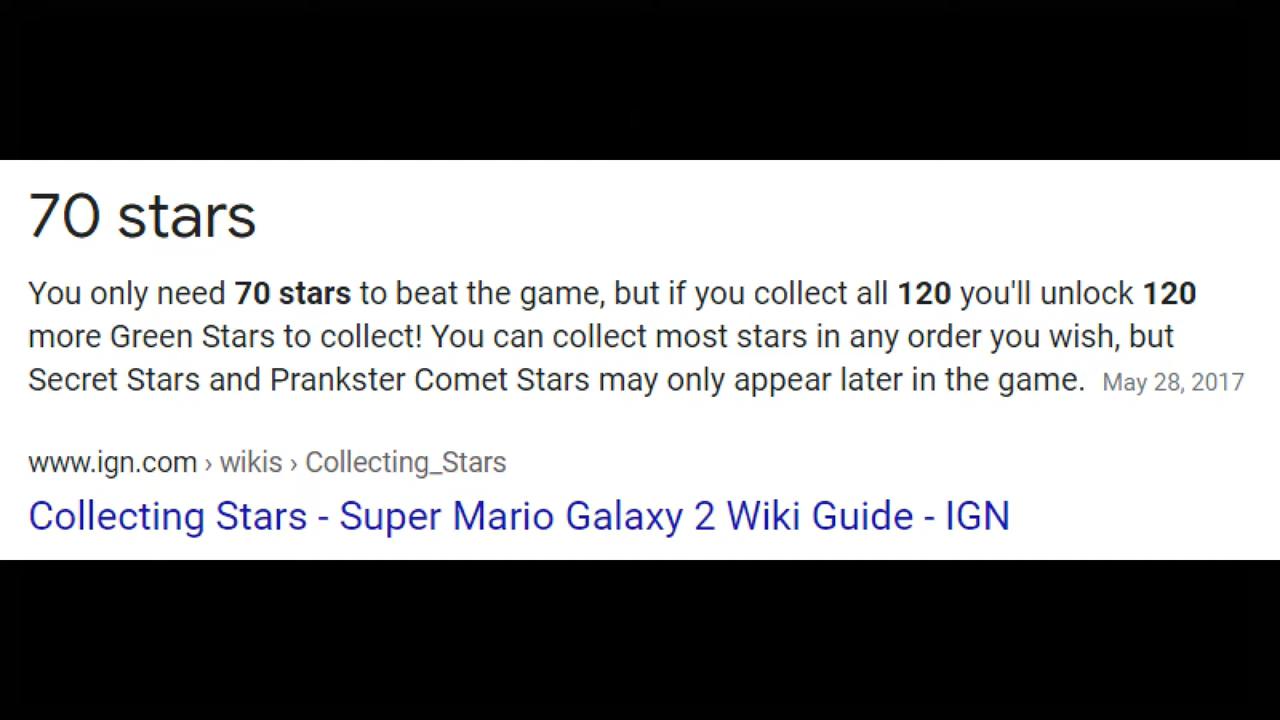 70 stars
You only need 70 stars to beat the game, but if you collect all 120 you'll unlock 120
more Green Stars to collect! You can collect most stars in any order you wish, but
Secret Stars and Prankster Comet Stars may only appear later in the game. May 28, 2017
www.ign.com › wikis › Collecting_Stars
Collecting Stars - Super Mario Galaxy 2 Wiki Guide - IGN